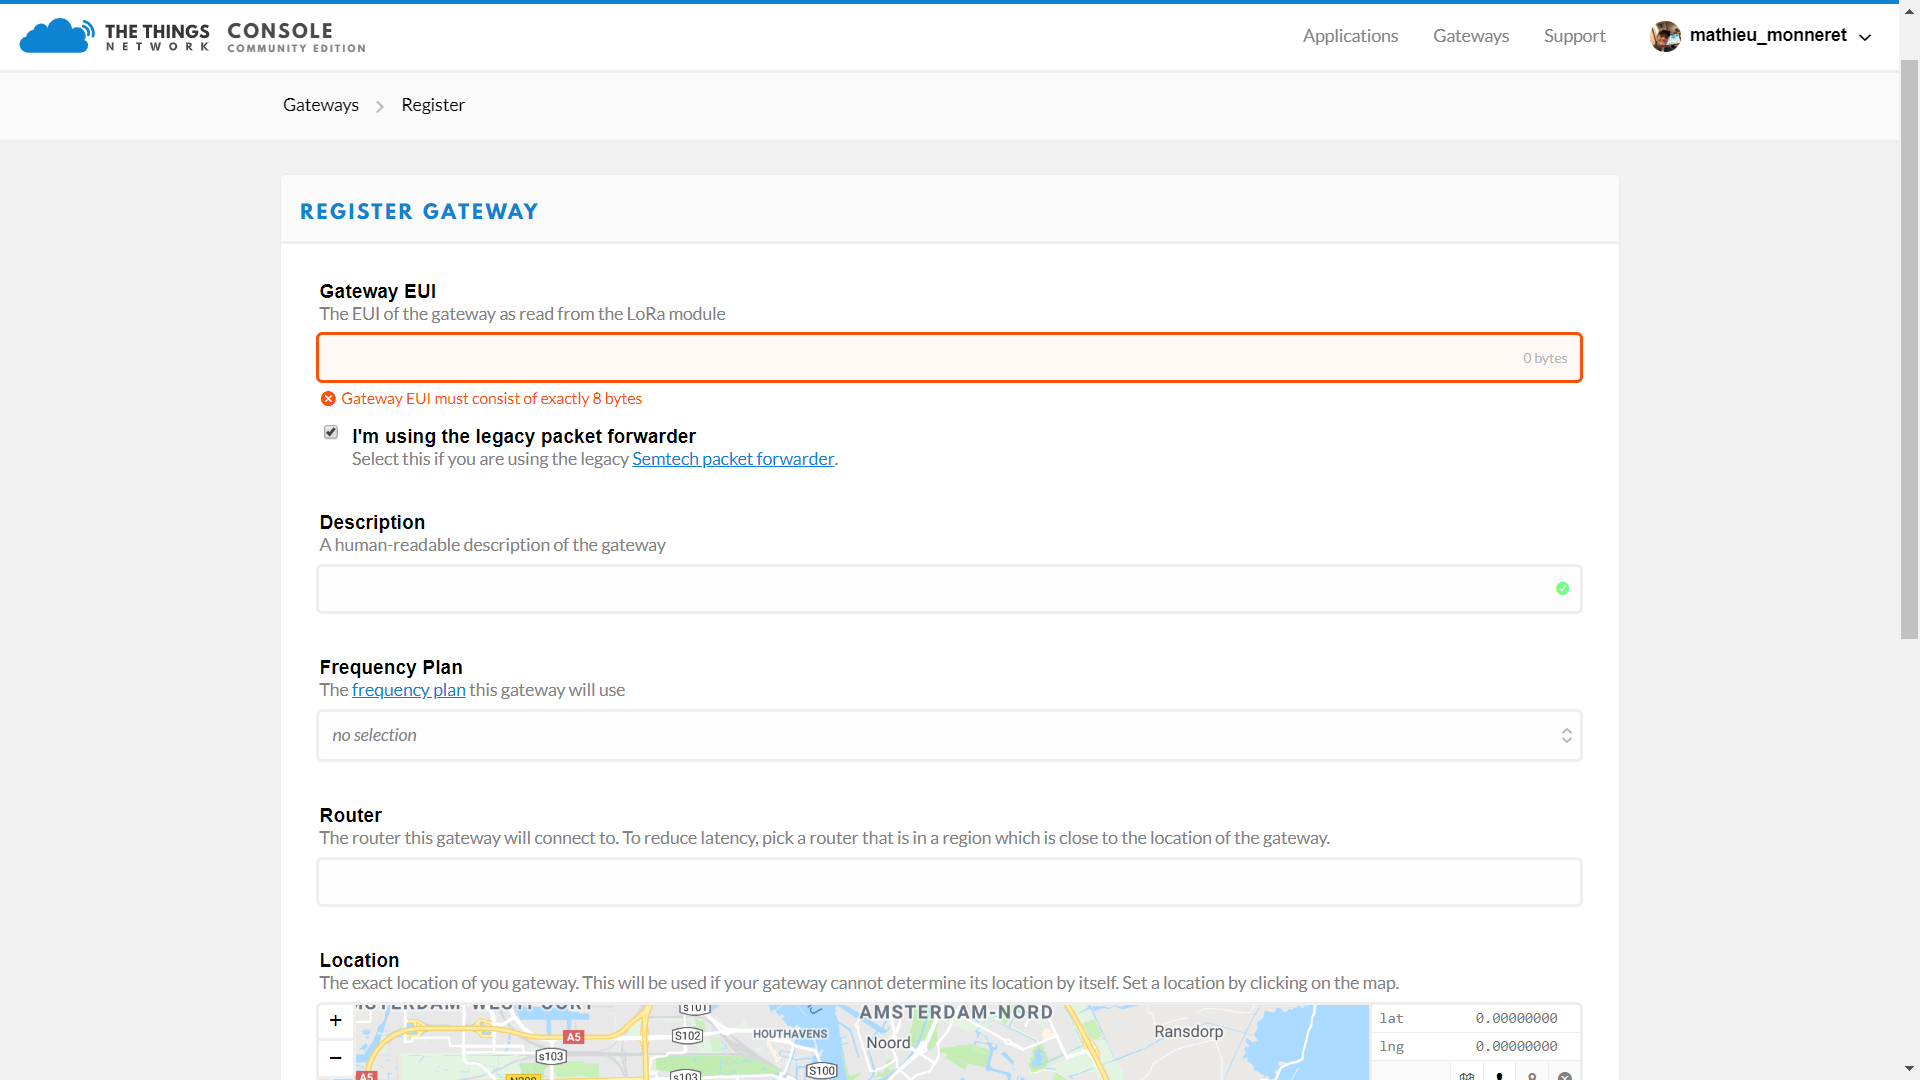 THE THINGS NETWORK CONSOLE COMMUNITY EDITION
Applications Gateways Support mathieu_monneret
Gateways Register
REGISTER GATEWAY
Gateway EUI
The EUI of the gateway as read from the LoRa module
0 bytes
Gateway EUI must consist of exactly 8 bytes
I'm using the legacy packet forwarder
Select this if you are using the legacy Semtech packet forwarder.
Description
A human-readable description of the gateway
Frequency Plan
The frequency plan this gateway will use
no selection
Router
The router this gateway will connect to. To reduce latency, pick a router that is in a region which is close to the location of the gateway.
Location
The exact location of you gateway. This will be used if your gateway cannot determine its location by itself. Set a location by clicking on the map.
+
−
AMSTERDAM-NORD
A5
s103
S102
HOUTHAVENS
Noord
Ransdorp
S100
lat 0.00000000
lng 0.00000000
s101
s103
A5